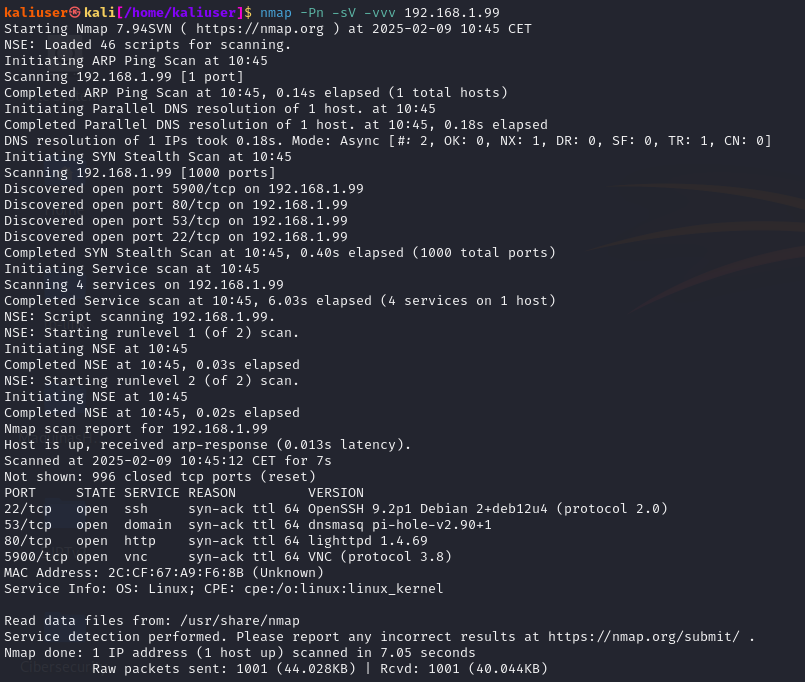 kaliuser㉿kali[/home/kaliuser]$ nmap -Pn -sV -vvv 192.168.1.99
Starting Nmap 7.94SVN ( https://nmap.org ) at 2025-02-09 10:45 CET
NSE: Loaded 46 scripts for scanning.
Initiating ARP Ping Scan at 10:45
Scanning 192.168.1.99 [1 port]
Completed ARP Ping Scan at 10:45, 0.14s elapsed (1 total hosts)
Initiating Parallel DNS resolution of 1 host. at 10:45
Completed Parallel DNS resolution of 1 host. at 10:45, 0.18s elapsed
DNS resolution of 1 IPs took 0.18s. Mode: Async [#: 2, OK: 0, NX: 1, DR: 0, SF: 0, TR: 1, CN: 0]
Initiating SYN Stealth Scan at 10:45
Scanning 192.168.1.99 [1000 ports]
Discovered open port 5900/tcp on 192.168.1.99
Discovered open port 80/tcp on 192.168.1.99
Discovered open port 53/tcp on 192.168.1.99
Discovered open port 22/tcp on 192.168.1.99
Completed SYN Stealth Scan at 10:45, 0.40s elapsed (1000 total ports)
Initiating Service scan at 10:45
Scanning 4 services on 192.168.1.99
Completed Service scan at 10:45, 6.03s elapsed (4 services on 1 host)
NSE: Script scanning 192.168.1.99.
NSE: Starting runlevel 1 (of 2) scan.
Initiating NSE at 10:45
Completed NSE at 10:45, 0.03s elapsed
NSE: Starting runlevel 2 (of 2) scan.
Initiating NSE at 10:45
Completed NSE at 10:45, 0.02s elapsed
Nmap scan report for 192.168.1.99
Host is up, received arp-response (0.013s latency).
Scanned at 2025-02-09 10:45:12 CET for 7s
Not shown: 996 closed tcp ports (reset)
PORT     STATE SERVICE REASON         VERSION
22/tcp   open  ssh     syn-ack ttl 64 OpenSSH 9.2p1 Debian 2+deb12u4 (protocol 2.0)
53/tcp   open  domain  syn-ack ttl 64 dnsmasq pi-hole-v2.90+1
80/tcp   open  http    syn-ack ttl 64 lighttpd 1.4.69
5900/tcp open  vnc     syn-ack ttl 64 VNC (protocol 3.8)
MAC Address: 2C:CF:67:A9:F6:8B (Unknown)
Service Info: OS: Linux; CPE: cpe:/o:linux:linux_kernel

Read data files from: /usr/share/nmap
Service detection performed. Please report any incorrect results at https://nmap.org/submit/ .
Nmap done: 1 IP address (1 host up) scanned in 7.05 seconds
           Raw packets sent: 1001 (44.028KB) | Rcvd: 1001 (40.044KB)